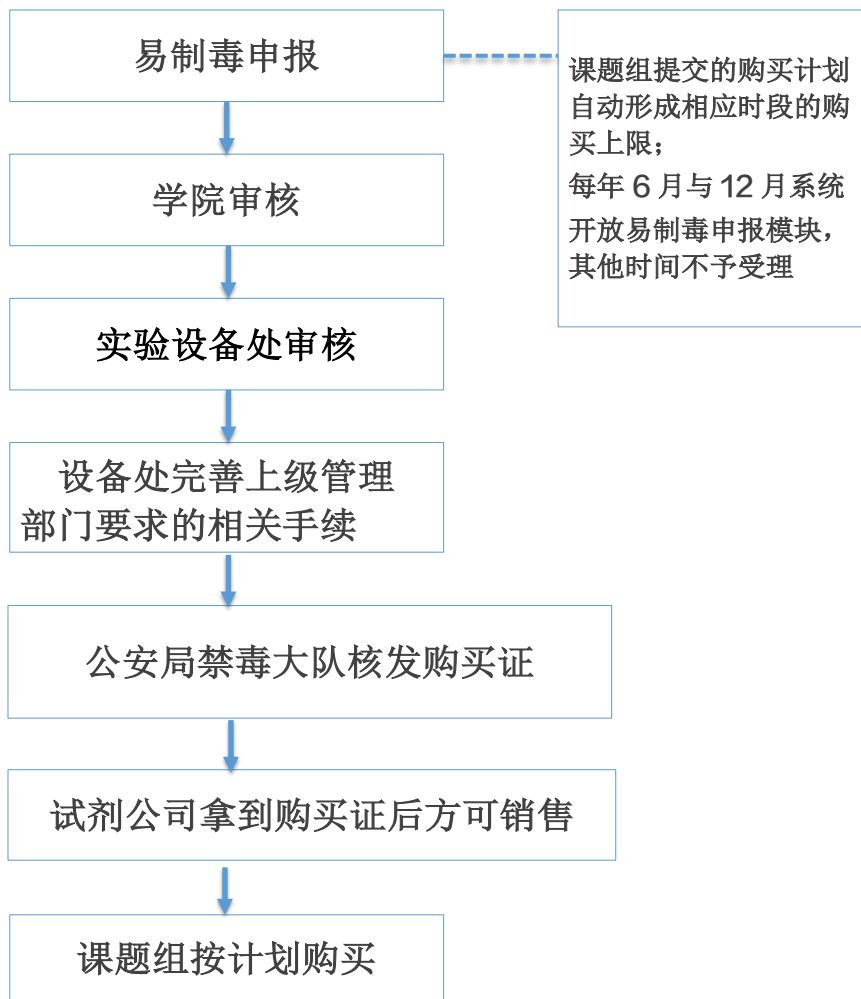 易制毒申报
课题组提交的购买计划
自动形成相应时段的购
买上限；
每年 6 月与 12 月系统
开放易制毒申报模块，
其他时间不予受理
学院审核
实验设备处审核
设备处完善上级管理
部门要求的相关手续
公安局禁毒大队核发购买证
试剂公司拿到购买证后方可销售
课题组按计划购买